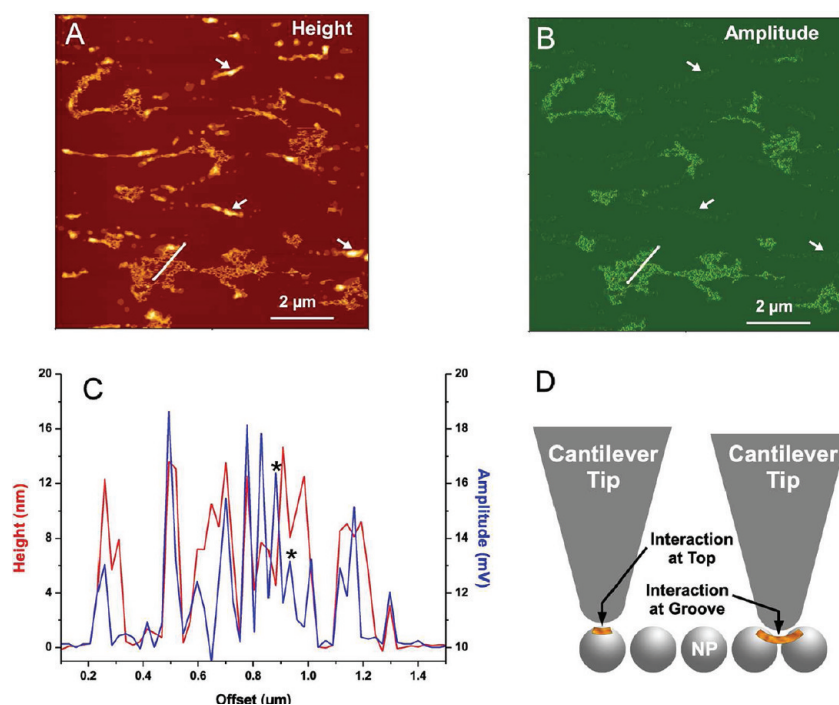 A
Height
2 µm
B
Amplitude
2 µm
C
20
16
12
8
4
0
Height (nm)
0.2 0.4 0.6 0.8 1.0 1.2 1.4
Offset (µm)
20
18
16
14
12
11
10
Amplitude (mV)
*
*
D
Cantilever
Tip
Cantilever
Tip
Interaction
at Top
Interaction
at Groove
NP